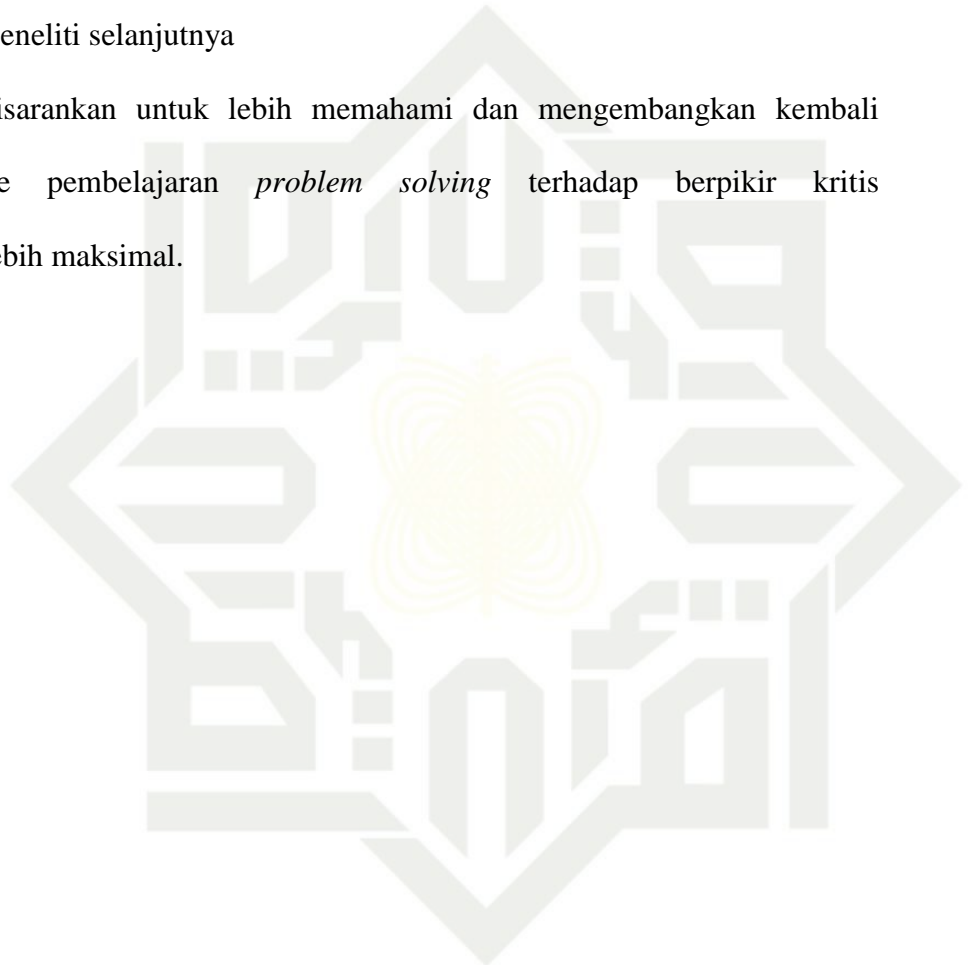 eneliti selanjutnya
isarankan untuk lebih memahami dan mengembangkan kembali
e pembelajaran problem solving terhadap berpikir kritis
ebih maksimal.